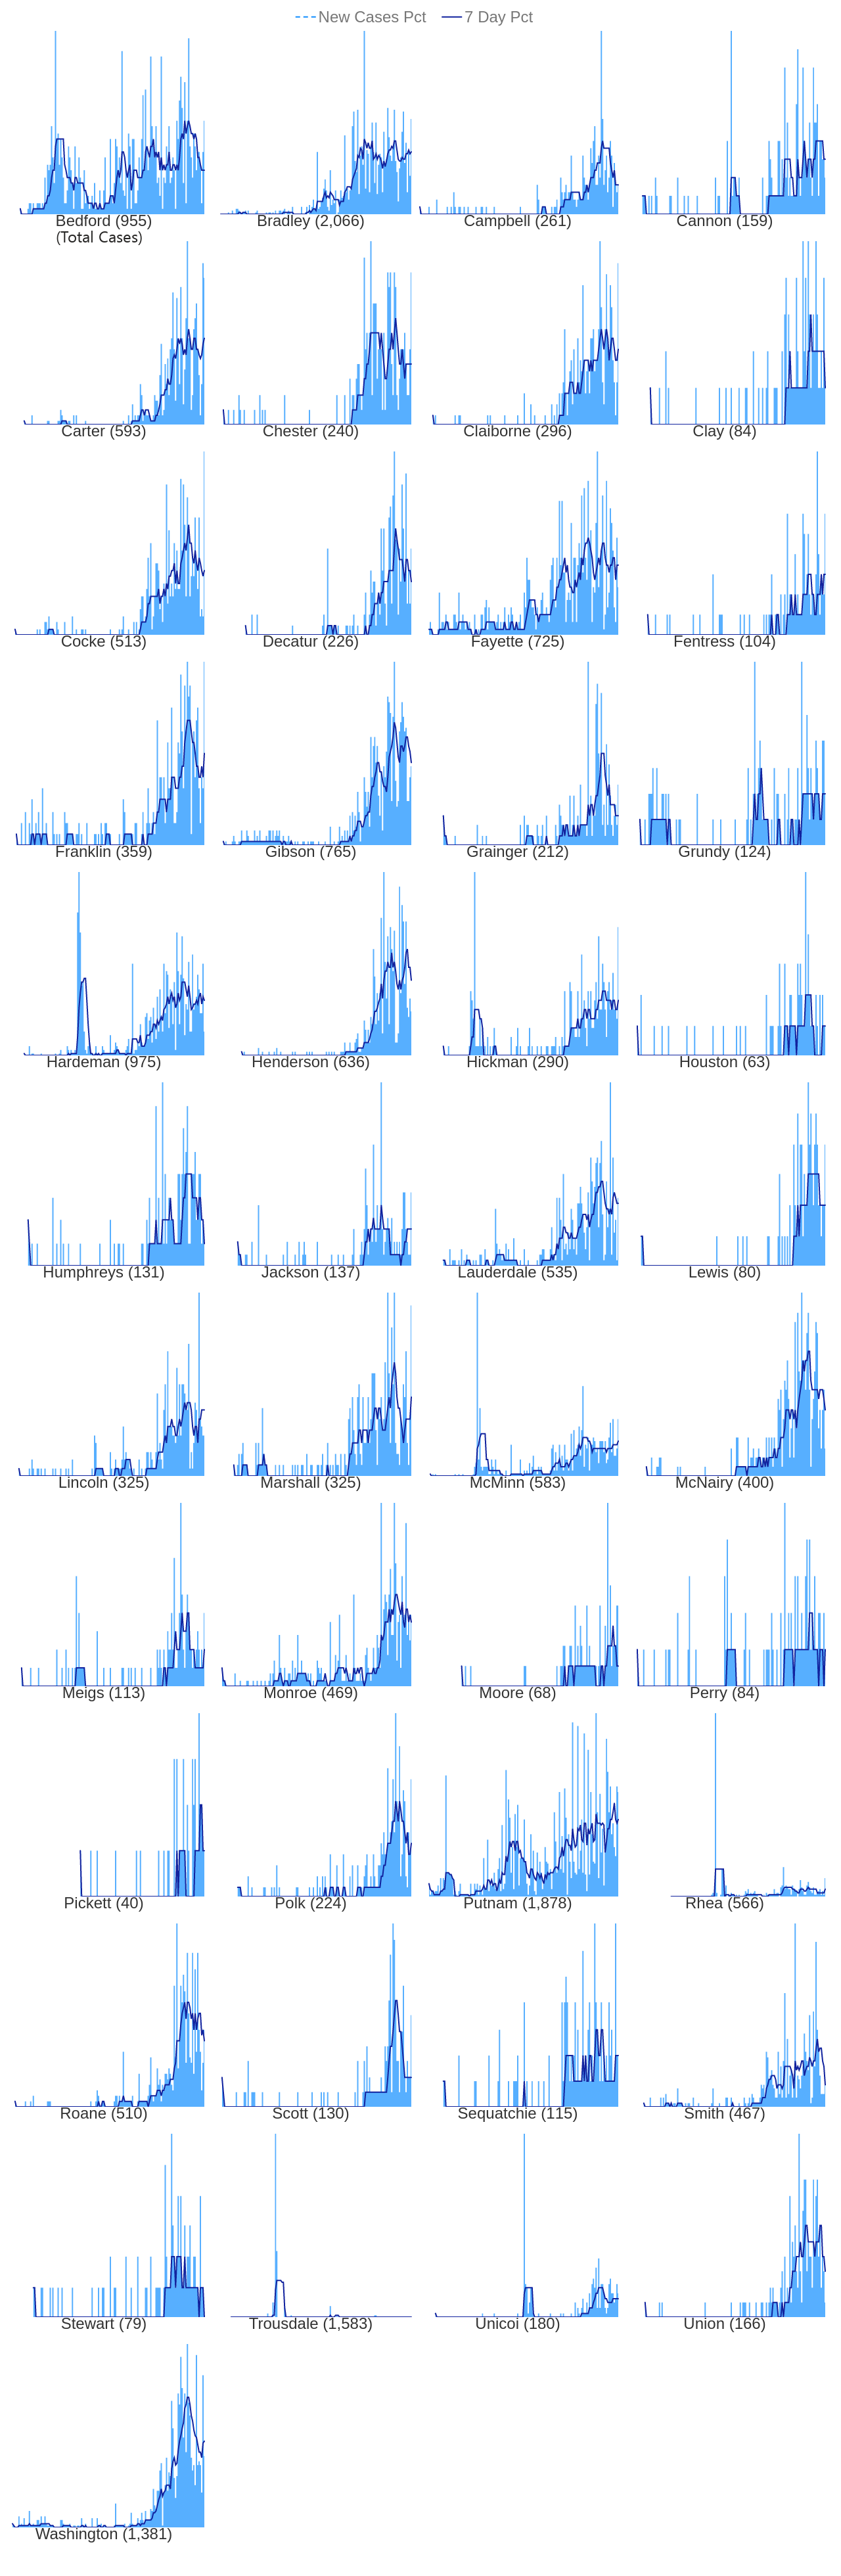 New Cases Pct 7 Day Pct
Bedford (955) Bradley (2,066) Campbell (261) Cannon (159)
(Total Cases)
Carter (593) Chester (240) Claiborne (296) Clay (84)
Cocke (513) Decatur (226) Fayette (725) Fentress (104)
Franklin (359) Gibson (765) Grainger (212) Grundy (124)
Hardeman (975) Henderson (636) Hickman (290) Houston (63)
Humphreys (131) Jackson (137) Lauderdale (535) Lewis (80)
Lincoln (325) Marshall (325) McMinn (583) McNairy (400)
Meigs (113) Monroe (469) Moore (68) Perry (84)
Pickett (40) Polk (224) Putnam (1,878) Rhea (566)
Roane (510) Scott (130) Sequatchie (115) Smith (467)
Stewart (79) Trousdale (1,583) Unicoi (180) Union (166)
Washington (1,381)